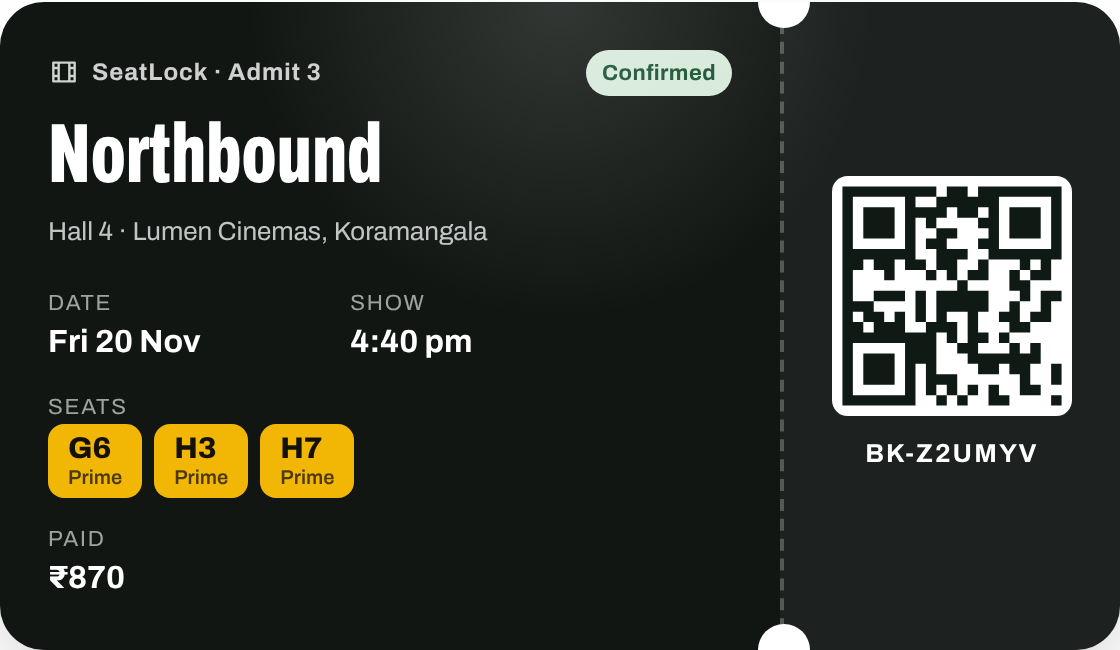 SeatLock · Admit 3
Confirmed
Northbound
Hall 4 · Lumen Cinemas, Koramangala
DATE
Fri 20 Nov
SHOW
4:40 pm
SEATS
G6
Prime
H3
Prime
H7
Prime
PAID
₹870
BK-Z2UMYV